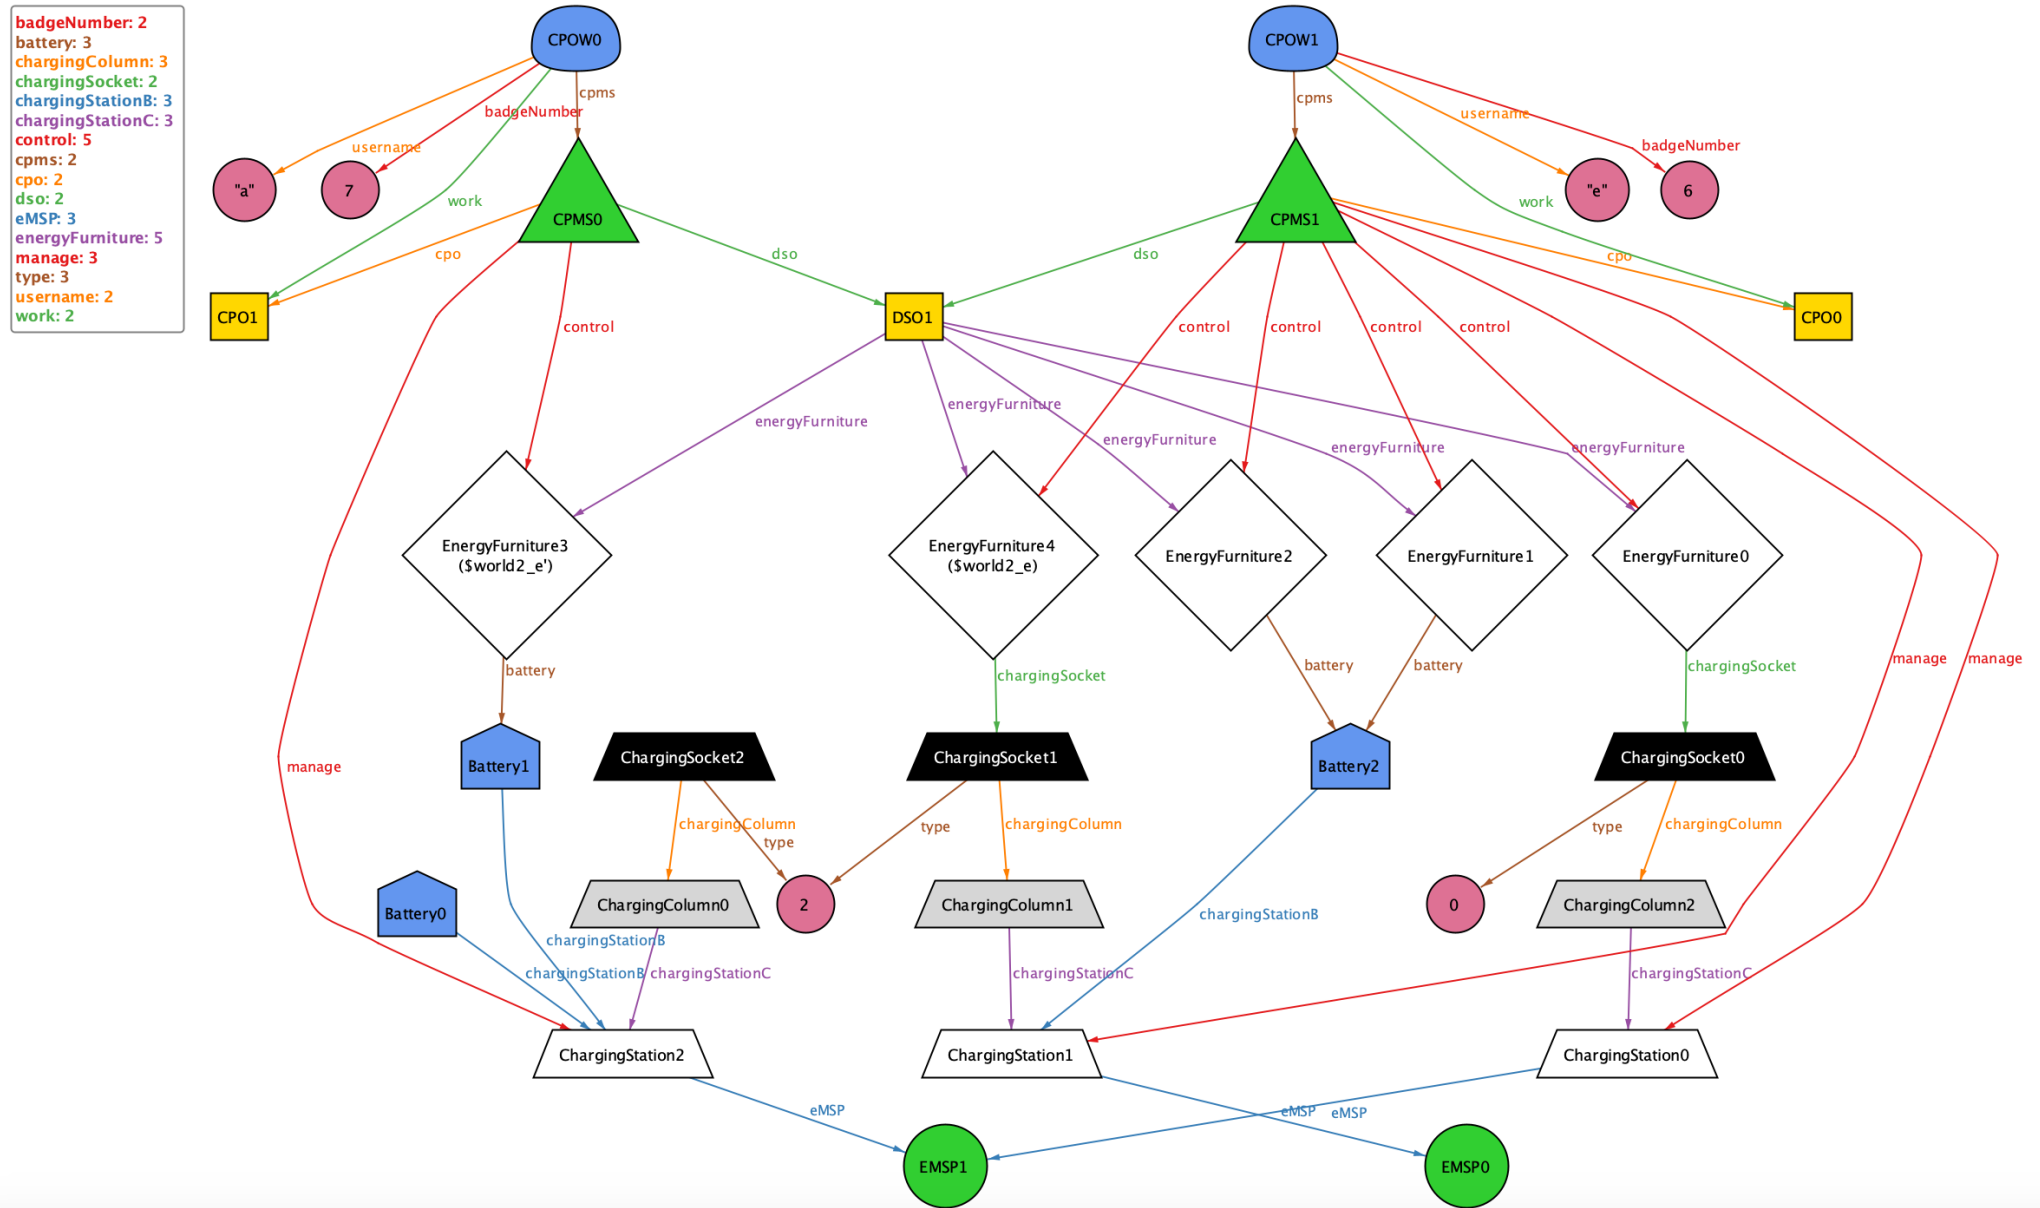 badgeNumber: 2
battery: 3
chargingColumn: 3
chargingSocket: 2
chargingStationB: 3
chargingStationC: 3
control: 5
cpms: 2
cpo: 2
dso: 2
eMSP: 3
energyFurniture: 5
manage: 3
type: 3
username: 2
work: 2
CPOW0
CPOW1
cpms
cpms
badgeNumber
username
username
badgeNumber
"a"
7
"e"
6
work
work
CPMS0
CPMS1
cpo
dso
dso
cpo
CPO1
DSO1
CPO0
control
control
control
control
control
energyFurniture
energyFurniture
energyFurniture
energyFurniture
energyFurniture
EnergyFurniture3
($world2_e')
EnergyFurniture4
($world2_e)
EnergyFurniture2
EnergyFurniture1
EnergyFurniture0
battery
chargingSocket
battery
battery
chargingSocket
manage
manage
manage
Battery1
ChargingSocket2
ChargingSocket1
Battery2
ChargingSocket0
chargingColumn
type
type
chargingColumn
type
chargingColumn
Battery0
ChargingColumn0
2
ChargingColumn1
chargingStationB
0
ChargingColumn2
chargingStationB
chargingStationB
chargingStationC
chargingStationC
chargingStationC
ChargingStation2
ChargingStation1
ChargingStation0
eMSP
eMSP
eMSP
EMSP1
EMSP0